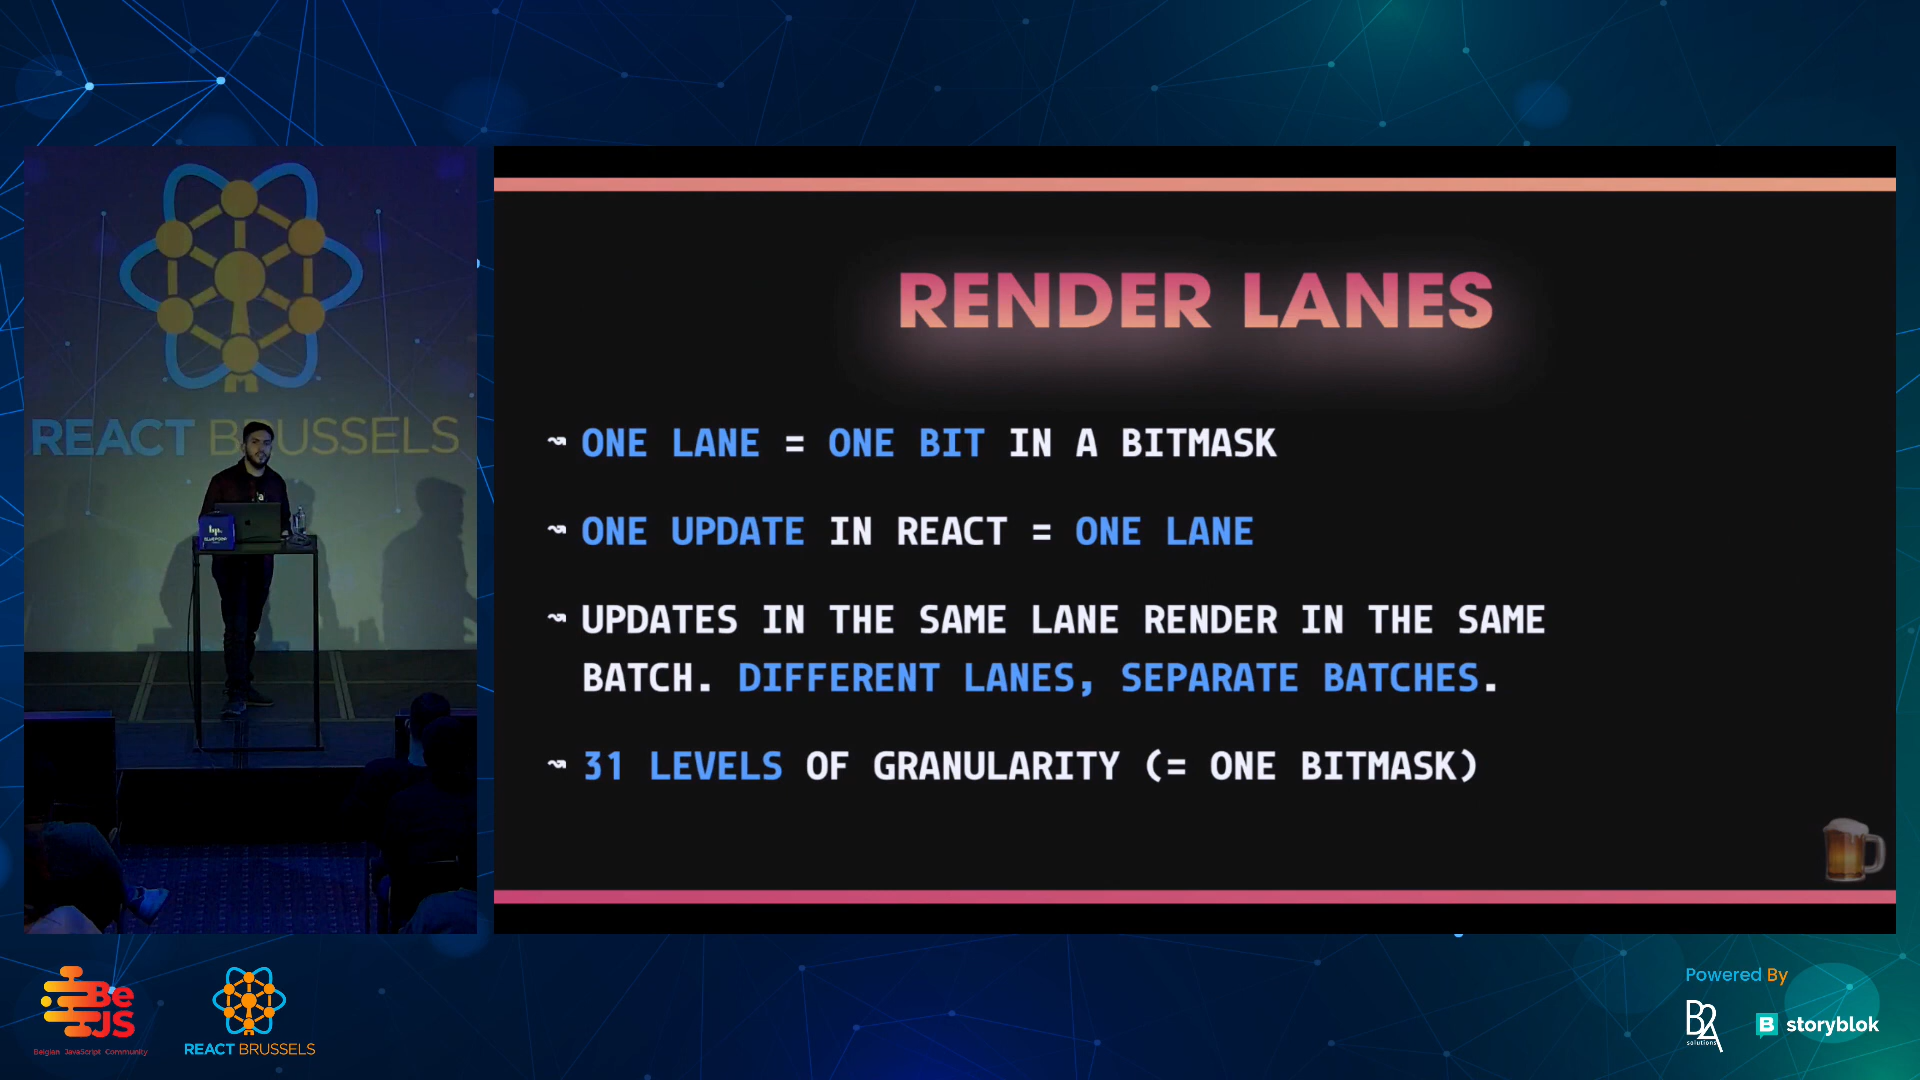 REACT BRUSSELS
RENDER LANES
↝ ONE LANE = ONE BIT IN A BITMASK
↝ ONE UPDATE IN REACT = ONE LANE
↝ UPDATES IN THE SAME LANE RENDER IN THE SAME
BATCH. DIFFERENT LANES, SEPARATE BATCHES.
↝ 31 LEVELS OF GRANULARITY (= ONE BITMASK)
Be
JS
Belgian JavaScript Community
REACT BRUSSELS
Powered By
B2A
solutions
B storyblok